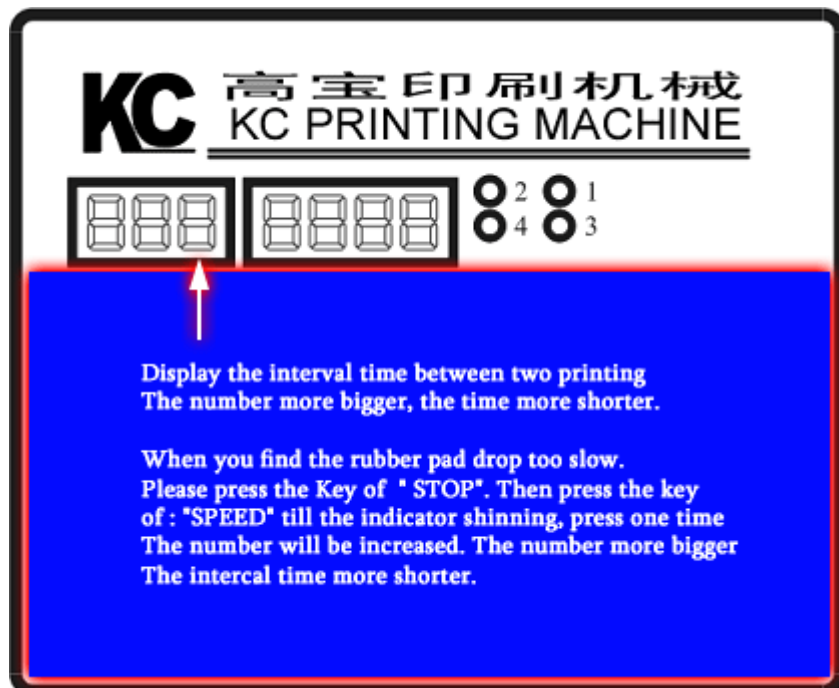 KC 高宝印刷机械
KC PRINTING MACHINE
888 8888 2 1
4 3
Display the interval time between two printing
The number more bigger, the time more shorter.
When you find the rubber pad drop too slow.
Please press the Key of " STOP". Then press the key
of : "SPEED" till the indicator shinning, press one time
The number will be increased. The number more bigger
The intercal time more shorter.